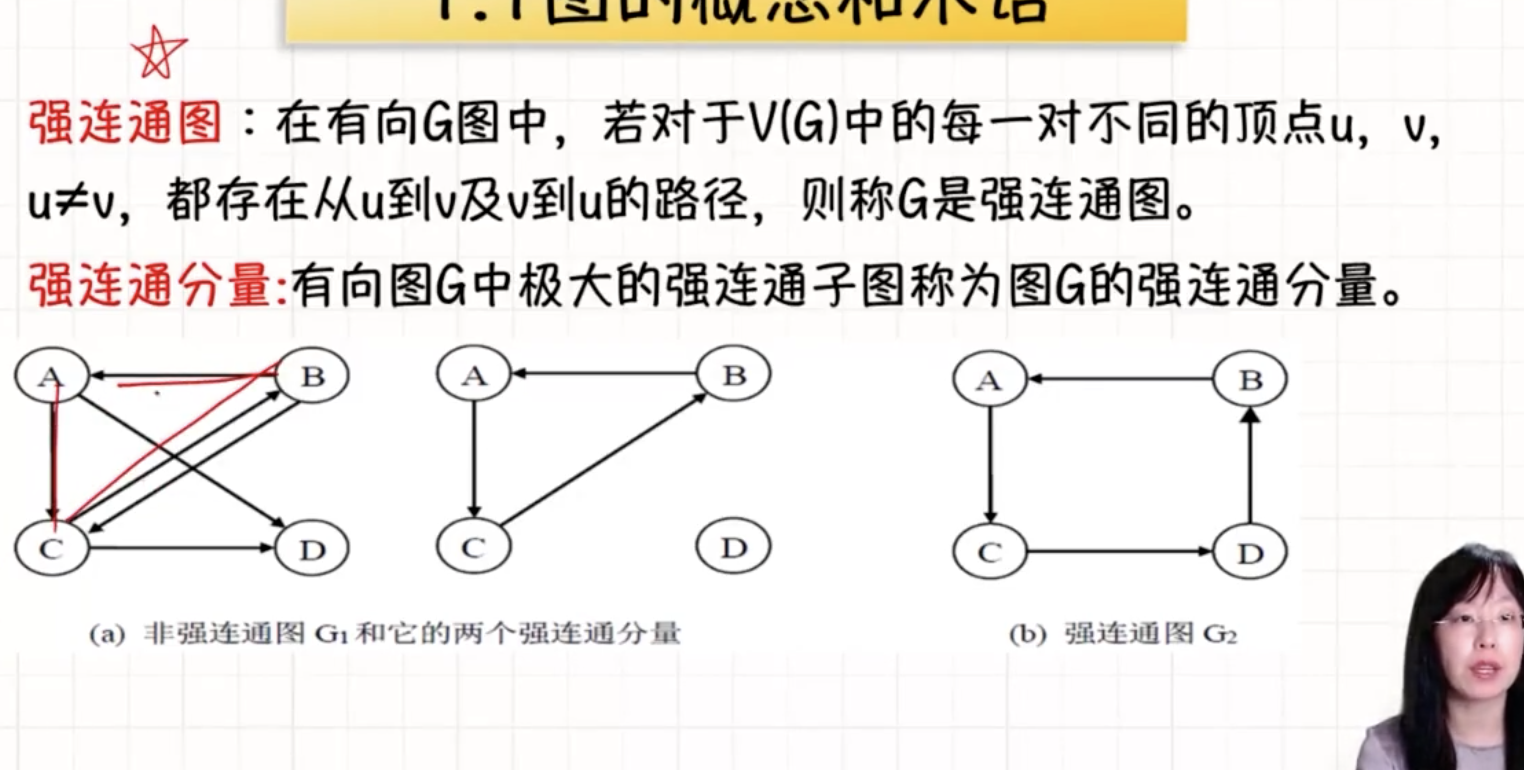 强连通图：在有向G图中，若对于V(G)中的每一对不同的顶点u，v，
u≠v，都存在从u到v及v到u的路径，则称G是强连通图。
强连通分量:有向图G中极大的强连通子图称为图G的强连通分量。
A B A B A B
C D C D C D
(a) 非强连通图 G₁ 和它的两个强连通分量 (b) 强连通图 G₂